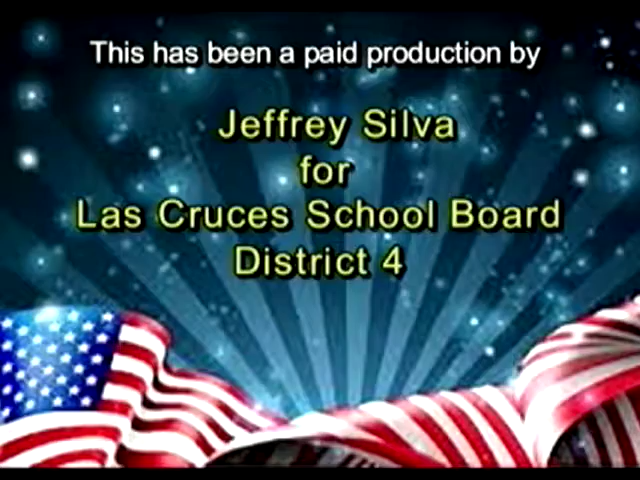 This has been a paid production by
Jeffrey Silva
for
Las Cruces School Board
District 4